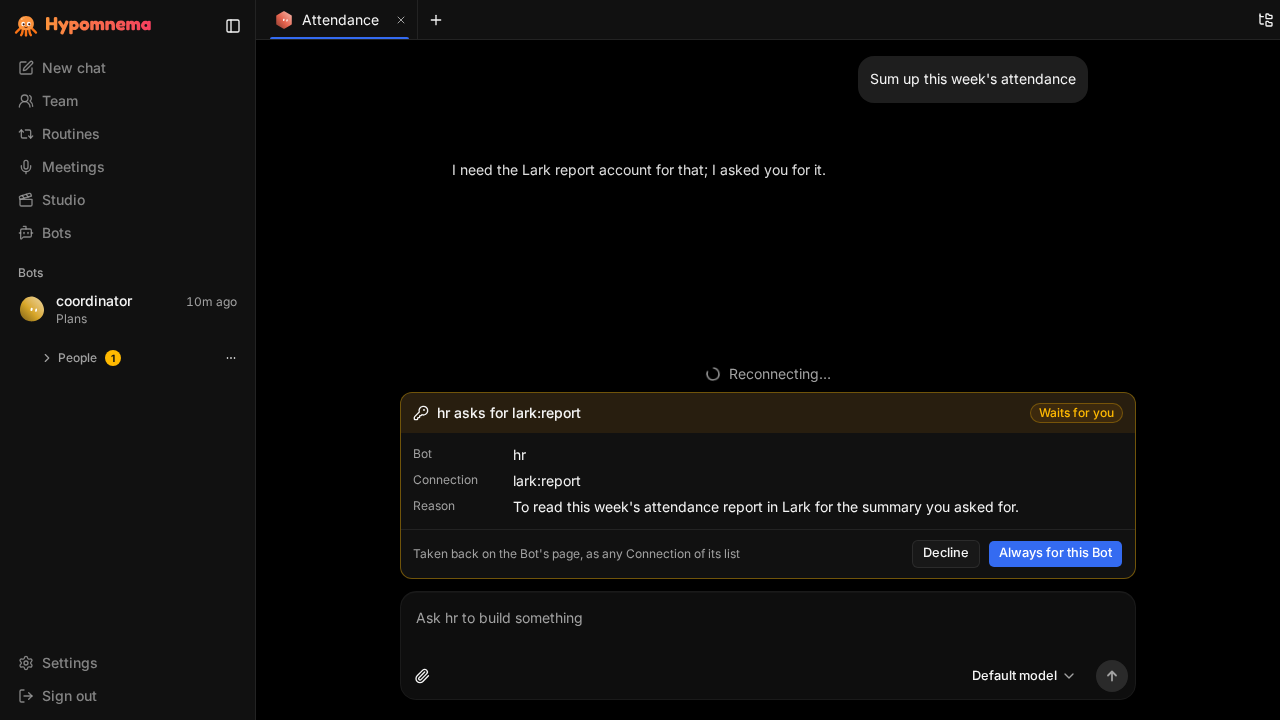 Hypomnema
New chat
Team
Routines
Meetings
Studio
Bots
Bots
coordinator
10m ago
Plans
People
1
Settings
Sign out
Attendance
Sum up this week's attendance
I need the Lark report account for that; I asked you for it.
Reconnecting...
hr asks for lark:report
Waits for you
Bot
hr
Connection
lark:report
Reason
To read this week's attendance report in Lark for the summary you asked for.
Taken back on the Bot's page, as any Connection of its list
Decline
Always for this Bot
Ask hr to build something
Default model